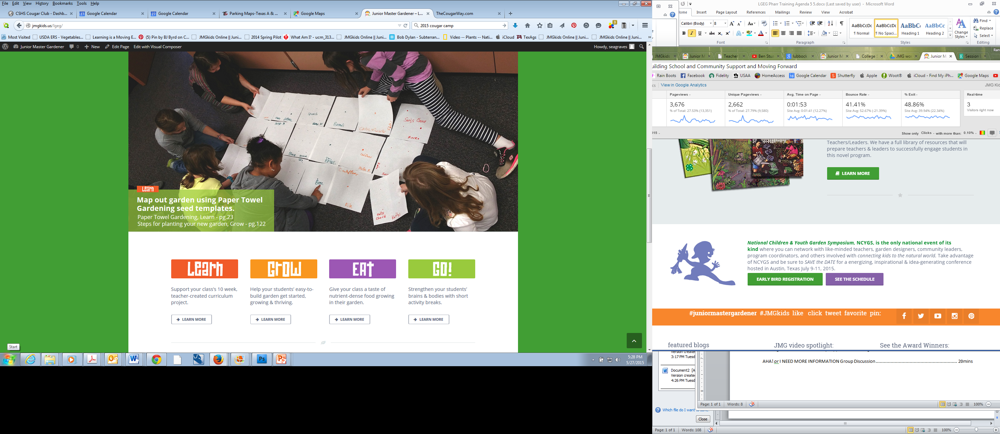 File Edit View History Bookmarks Tools Help
CSHS Cougar Club - Dashb...
Google Calendar
Google Calendar
Parking Maps-Texas A & ...
Google Maps
Junior Master Gardener – L...
TheCougarWay.com
jmgkids.us/lgeg/
2015 cougar camp
Most Visited
USDA ERS - Vegetables...
Learning is a Moving E...
(5) Pin by BJ Byrd on C...
JMGkids Online || Juni...
2014 Spring Pilot
What Am I? - ucm_313...
JMGkids Online || Juni...
Bob Dylan - Subterran...
Video -- Plants -- Nati...
iCloud
TexAgs
JMGkids Online || Juni...
JMGkids Online || Juni...
Junior Master Gardener 0 New Edit Page Edit with Visual Composer
Howdy, seagraves
Spinach
Broccoli
CAULIFLOWER
Swiss Chard
Marco
BRoc
Broc
Swiss
chard
Learn
Map out garden using Paper Towel
Gardening seed templates.
Paper Towel Gardening, Learn - pg.23
Steps for planting your new garden, Grow - pg.122
Learn
Grow
EAt
GO!
Support your class's 10 week,
teacher-created curriculum
project.
Help your students' easy-to-
build garden get started,
growing & thriving.
Give your class a taste of
nutrient-dense food growing
in their garden.
Strengthen your students'
brains & bodies with short
activity breaks.
LEARN MORE
LEARN MORE
LEARN MORE
LEARN MORE
Start
5:28 PM
5/27/2015
LGEG Pharr Training Agenda 5 5.docx (Last saved by user) - Microsoft Word
ome Insert Page Layout References Mailings Review View Acrobat
Calibri (Body) 8
Find
Replace
Select
AaBbCcDc
¶ Normal
AaBbCcDc
¶ No Spaci...
AaBbC
Heading 1
AaBbCc
Heading 2
Change
Styles
Font
Paragraph
Styles
Editing
Ran
JMGkids
Junior M
Teacher
Ben Stua
lubbock
Junior M
College
JMG wor
Junior M
Session
uilding School and Community Support and Moving Forward
Rain Boots
Facebook
Fidelity
USAA
HomeAccess
Google Calendar
Shutterfly
Apple
Woot®
iCloud - Find My iPh...
Google Maps
cs
View in Google Analytics
JMG Kid
Pageviews
3,676
% of Total: 27.53% (13,351)
Unique Pageviews
2,662
% of Total: 27.79% (9,580)
Avg. Time on Page
0:01:53
Site Avg: 0:01:41 (12.27%)
Bounce Rate
41.41%
Site Avg: 52.67% (-21.39%)
% Exit
48.86%
Site Avg: 39.94% (22.34%)
Real-time
3
Visitors right now
015
Show only Clicks with more than: 0.10%
Teachers/Leaders. We have a full library of resources that will
prepare teachers & leaders to successfully engage students in
this novel program.
LEARN MORE
National Children & Youth Garden Symposium, NCYGS, is the only national event of its
kind where you can network with like-minded teachers, garden designers, community leaders,
program coordinators, and others involved with connecting kids to the natural world. Take advantage
of NCYGS and be sure to SAVE the DATE for a energizing, inspirational & idea-generating conference
hosted in Austin, Texas July 9-11, 2015.
EARLY BIRD REGISTRATION
SEE THE SCHEDULE
#juniormastergardener #JMGkids like click tweet favorite pin:
featured blogs
JMG video spotlight:
See the Award Winners:
Version create
3:17 PM Tuesd
Document2 [A
Version create
4:26 PM Tuesd
AHA! or I NEED MORE INFORMATION Group Discussion.................................................................. 20mins
Page: 1 of 1 Words: 8
100%
Which file do I want to save?
Close
Page: 1 of 1 Words: 108
100%